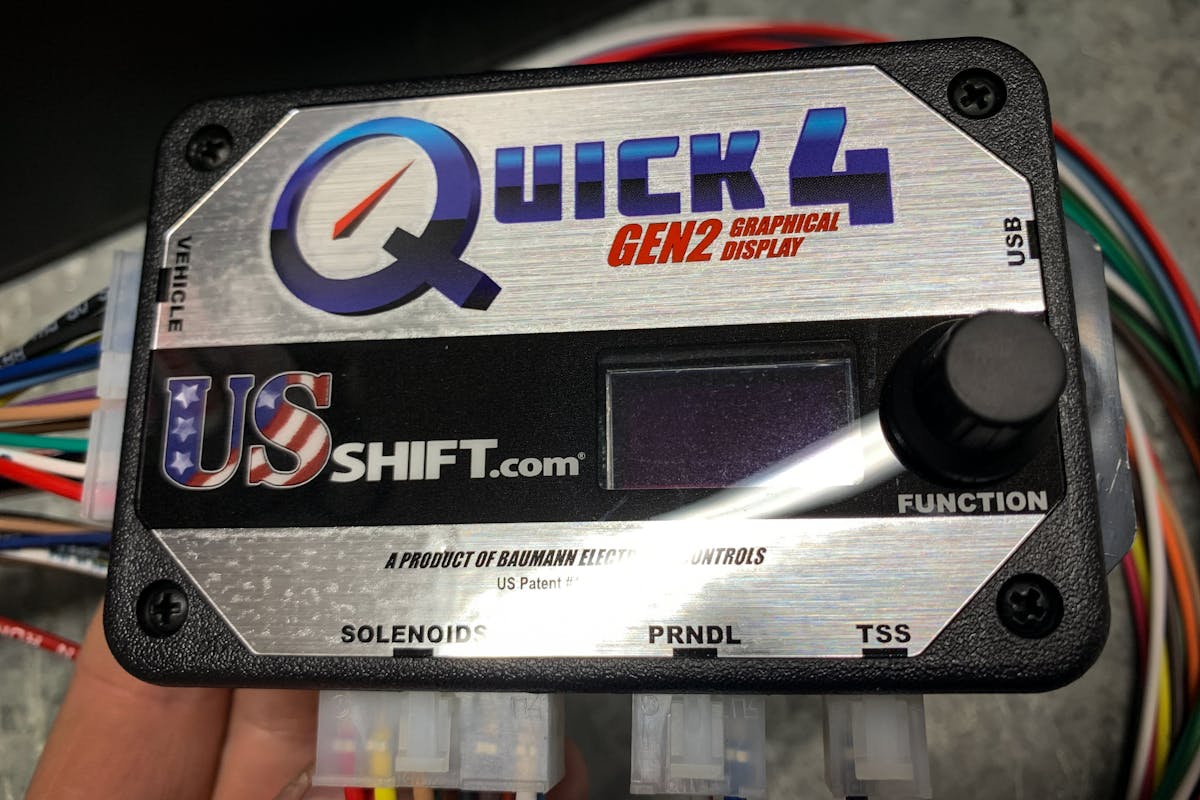 QUICK 4
GEN2 GRAPHICAL
DISPLAY
USB
VEHICLE
US SHIFT.com®
FUNCTION
A PRODUCT OF BAUMANN CONTROLS
US Patent
SOLENOIDS
PRNDL
TSS